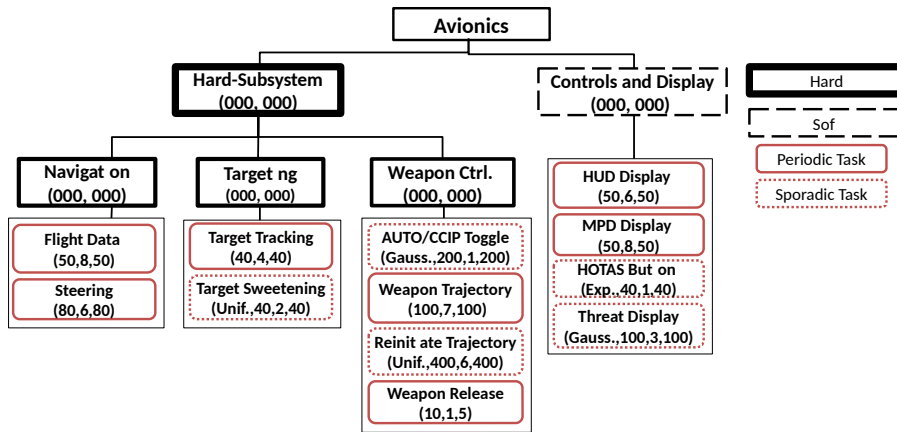 Avionics
Hard-Subsystem
(000, 000)
Controls and Display
(000, 000)
Hard
Sof
Periodic Task
Sporadic Task
Navigat on
(000, 000)
Target ng
(000, 000)
Weapon Ctrl.
(000, 000)
Flight Data
(50,8,50)
Steering
(80,6,80)
Target Tracking
(40,4,40)
Target Sweetening
(Unif.,40,2,40)
AUTO/CCIP Toggle
(Gauss.,200,1,200)
Weapon Trajectory
(100,7,100)
Reinit ate Trajectory
(Unif.,400,6,400)
Weapon Release
(10,1,5)
HUD Display
(50,6,50)
MPD Display
(50,8,50)
HOTAS But on
(Exp.,40,1,40)
Threat Display
(Gauss.,100,3,100)